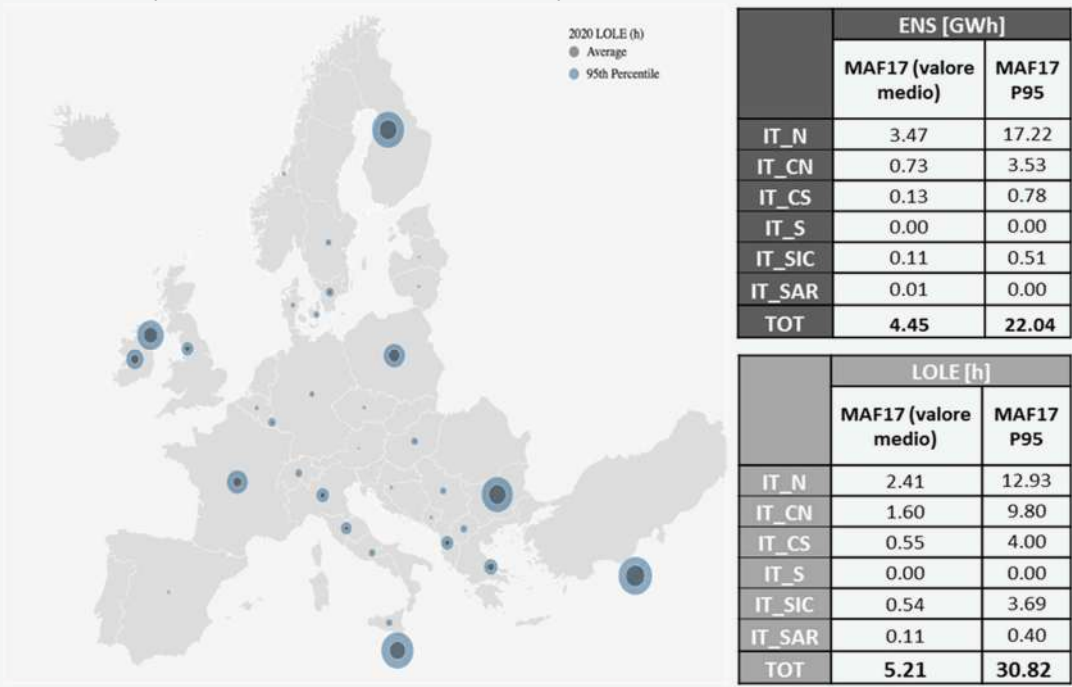 2020 LOLE (h)
Average
95th Percentile
ENS [GWh]
MAF17 (valore medio) MAF17 P95
IT_N 3.47 17.22
IT_CN 0.73 3.53
IT_CS 0.13 0.78
IT_S 0.00 0.00
IT_SIC 0.11 0.51
IT_SAR 0.01 0.00
TOT 4.45 22.04
LOLE [h]
MAF17 (valore medio) MAF17 P95
IT_N 2.41 12.93
IT_CN 1.60 9.80
IT_CS 0.55 4.00
IT_S 0.00 0.00
IT_SIC 0.54 3.69
IT_SAR 0.11 0.40
TOT 5.21 30.82